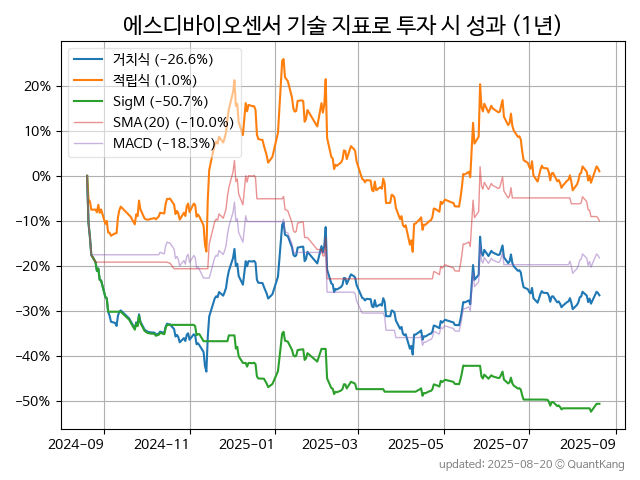 에스디바이오센서 기술 지표로 투자 시 성과 (1년)
거치식 (−26.6%)
적립식 (1.0%)
SigM (−50.7%)
SMA(20) (−10.0%)
MACD (−18.3%)
20%
10%
0%
−10%
−20%
−30%
−40%
−50%
2024−09 2024−11 2025−01 2025−03 2025−05 2025−07 2025−09
updated: 2025−08−20 © QuantKang